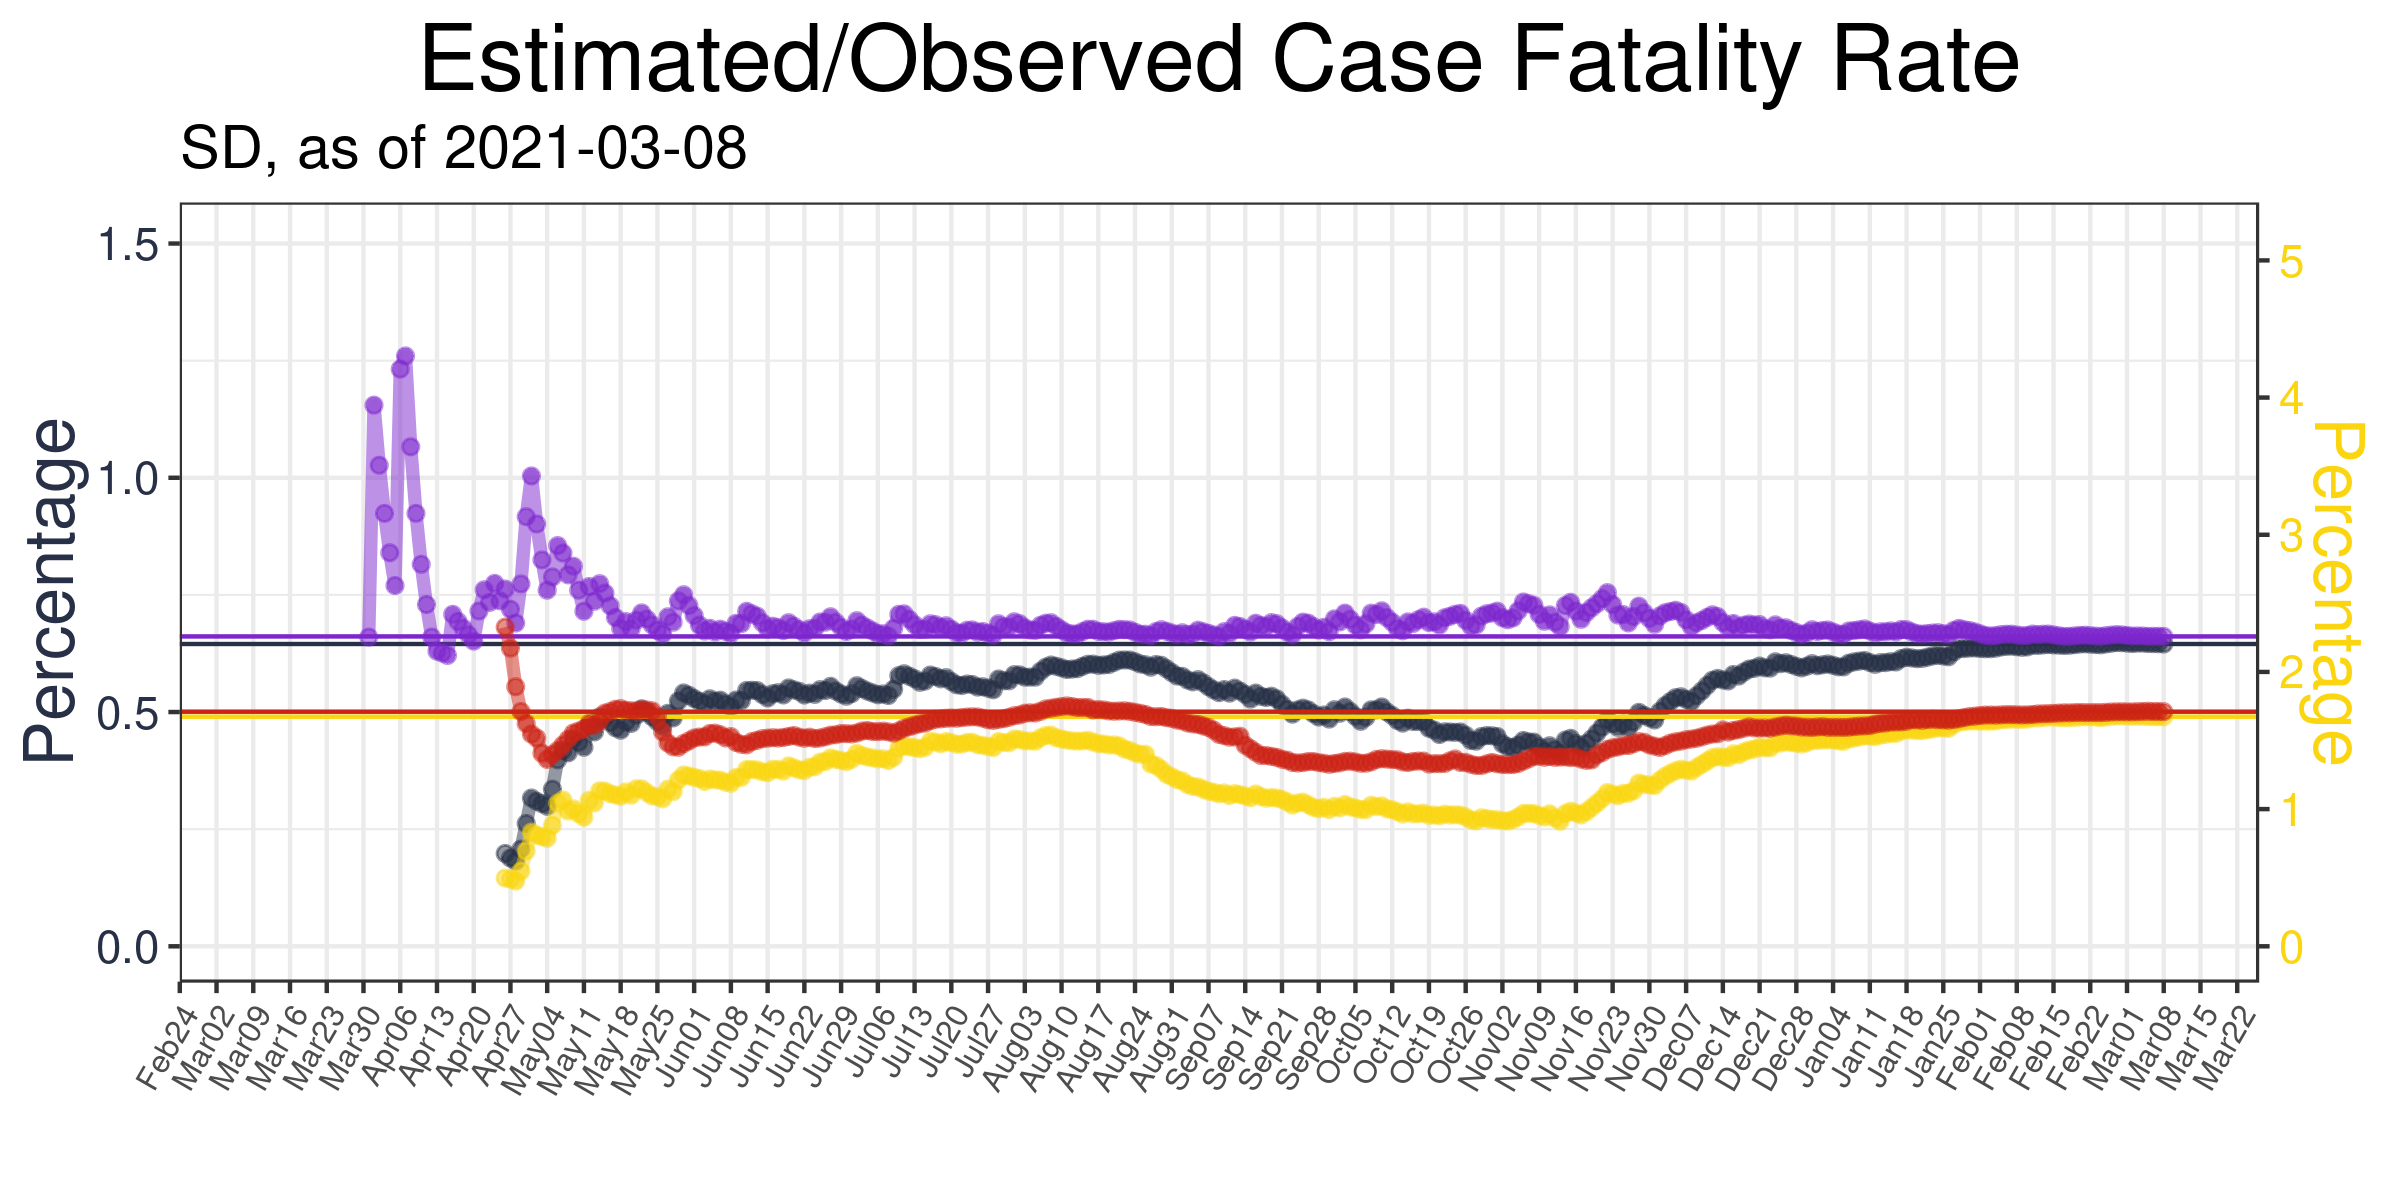 Estimated/Observed Case Fatality Rate
SD, as of 2021-03-08
Percentage
1.5
1.0
0.5
0.0
5
4
3
2
1
0
Percentage
Feb24
Mar02
Mar09
Mar16
Mar23
Mar30
Apr06
Apr13
Apr20
Apr27
May04
May11
May18
May25
Jun01
Jun08
Jun15
Jun22
Jun29
Jul06
Jul13
Jul20
Jul27
Aug03
Aug10
Aug17
Aug24
Aug31
Sep07
Sep14
Sep21
Sep28
Oct05
Oct12
Oct19
Oct26
Nov02
Nov09
Nov16
Nov23
Nov30
Dec07
Dec14
Dec21
Dec28
Jan04
Jan11
Jan18
Jan25
Feb01
Feb08
Feb15
Feb22
Mar01
Mar08
Mar15
Mar22